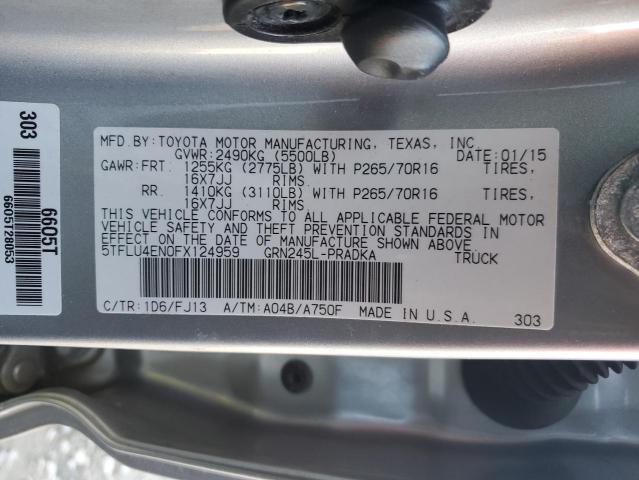 MFD.BY:TOYOTA MOTOR MANUFACTURING, TEXAS, INC.
GVWR:2490KG (5500LB) DATE:01/15
GAWR:FRT. 1255KG (2775LB) WITH P265/70R16 TIRES,
16X7JJ RIMS
RR. 1410KG (3110LB) WITH P265/70R16 TIRES,
16X7JJ RIMS
THIS VEHICLE CONFORMS TO ALL APPLICABLE FEDERAL MOTOR
VEHICLE SAFETY AND THEFT PREVENTION STANDARDS IN
EFFECT ON THE DATE OF MANUFACTURE SHOWN ABOVE.
5TFLU4EN0FX124959 GRN245L-PRADKA TRUCK
C/TR:1D6/FJ13 A/TM:A04B/A750F MADE IN U.S.A. 303
303
6605T
6605128053